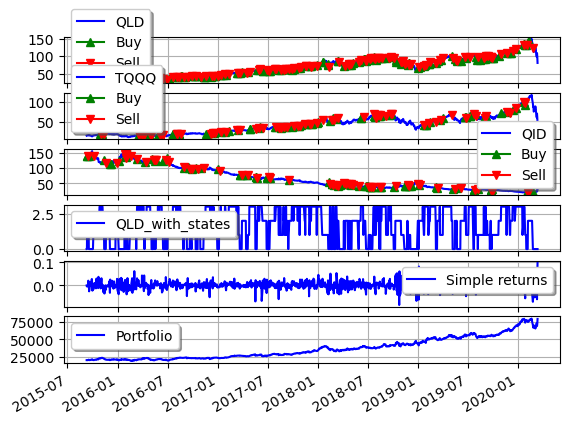 QLD
Buy
Sell
150
100
50
TQQQ
Buy
Sell
100
50
QID
Buy
Sell
150
100
50
QLD_with_states
2.5
0.0
Simple returns
0.1
0.0
Portfolio
75000
50000
25000
2015-07
2016-01
2016-07
2017-01
2017-07
2018-01
2018-07
2019-01
2019-07
2020-01